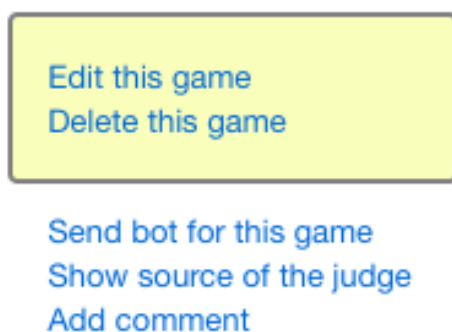 Edit this game
Delete this game
Send bot for this game
Show source of the judge
Add comment